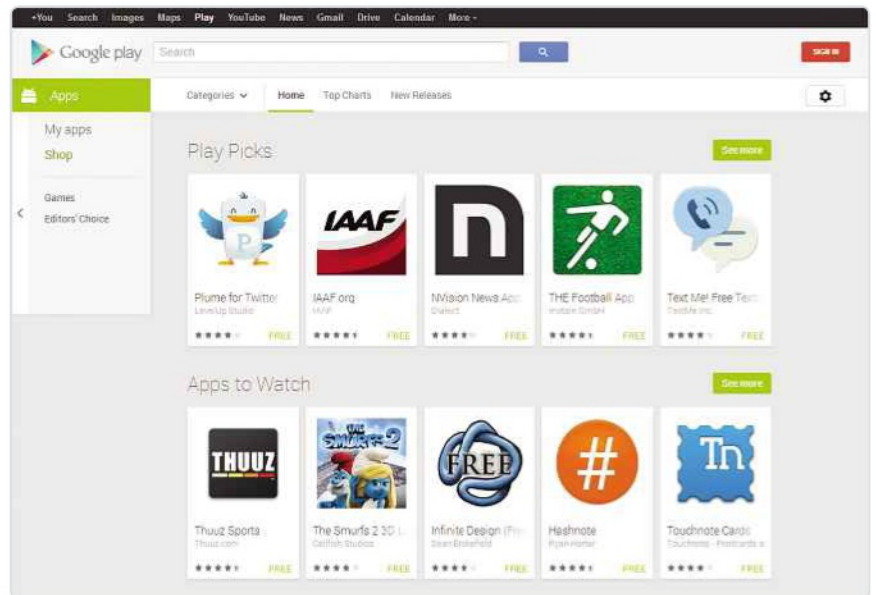 +You Search Images Maps Play YouTube News Gmail Drive Calendar More
Google play Search SIGN IN
Apps Categories Home Top Charts New Releases
My apps
Shop
Games
Editors' Choice
Play Picks See more
P IAAF n
Plume for Twitter IAAF.org NVision News App THE Football App Text Me! Free Text
LevelUp Studio IAAF TextMe Inc.
FREE FREE FREE FREE FREE
Apps to Watch See more
THUUZ THE SMURFS 2 FREE # Tn
Thuuz Sports The Smurfs 2 3D L Infinite Design (Fre Hashnote Touchnote Cards
Thuuz.com Catfish Studios Sean Brakefield Touchnote - Postcards a
FREE FREE FREE FREE FREE